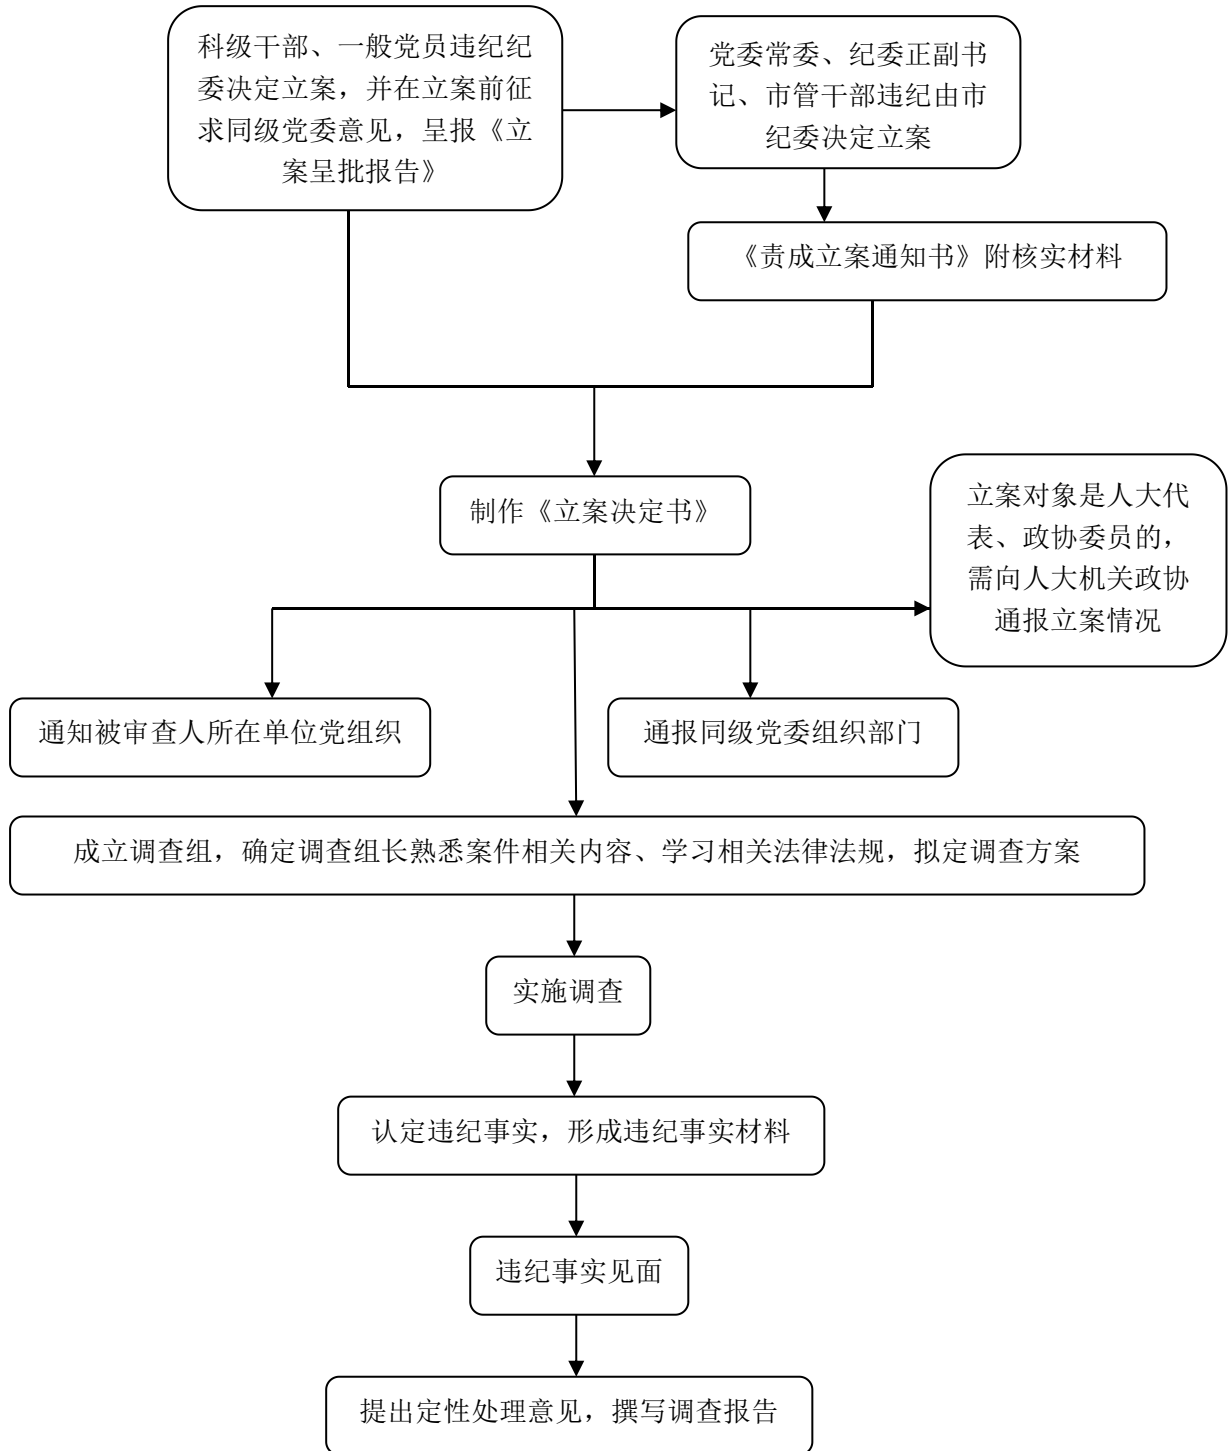 科级干部、一般党员违纪纪
委决定立案，并在立案前征
求同级党委意见，呈报《立
案呈批报告》
党委常委、纪委正副书
记、市管干部违纪由市
纪委决定立案
《责成立案通知书》附核实材料
制作《立案决定书》
立案对象是人大代
表、政协委员的，
需向人大机关政协
通报立案情况
通知被审查人所在单位党组织
通报同级党委组织部门
成立调查组，确定调查组长熟悉案件相关内容、学习相关法律法规，拟定调查方案
实施调查
认定违纪事实，形成违纪事实材料
违纪事实见面
提出定性处理意见，撰写调查报告